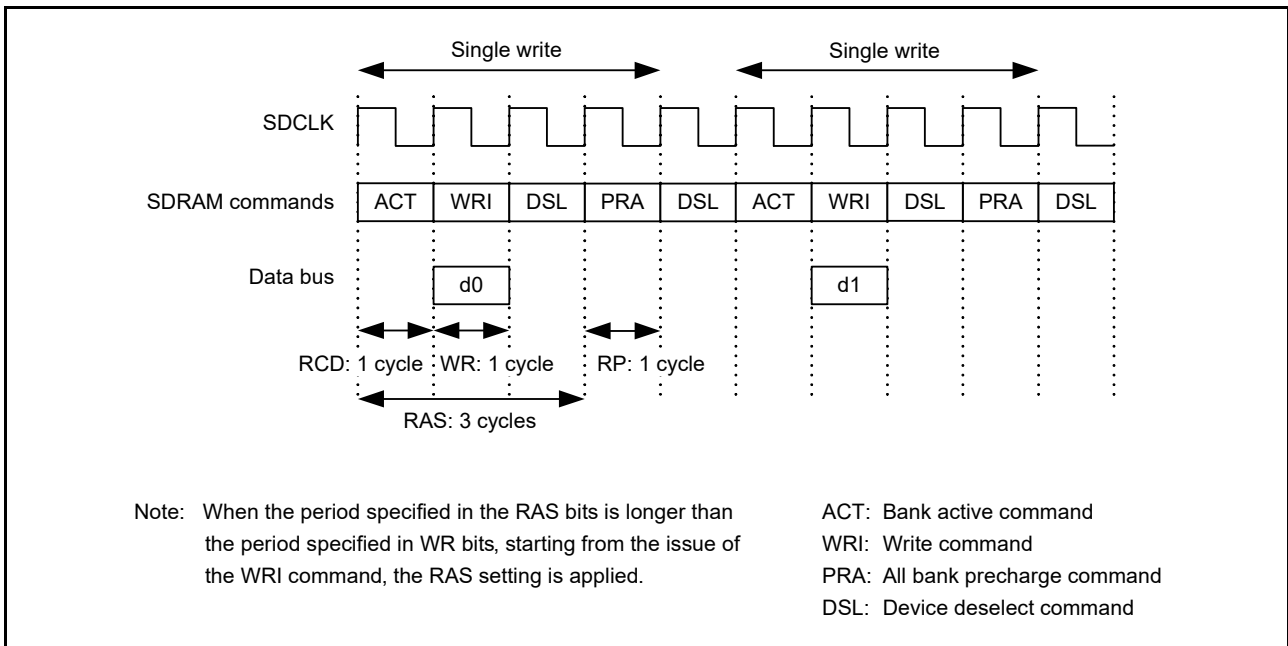 Single write Single write
SDCLK
SDRAM commands ACT WRI DSL PRA DSL ACT WRI DSL PRA DSL
Data bus d0 d1
RCD: 1 cycle WR: 1 cycle RP: 1 cycle
RAS: 3 cycles
Note: When the period specified in the RAS bits is longer than
the period specified in WR bits, starting from the issue of
the WRI command, the RAS setting is applied.
ACT: Bank active command
WRI: Write command
PRA: All bank precharge command
DSL: Device deselect command